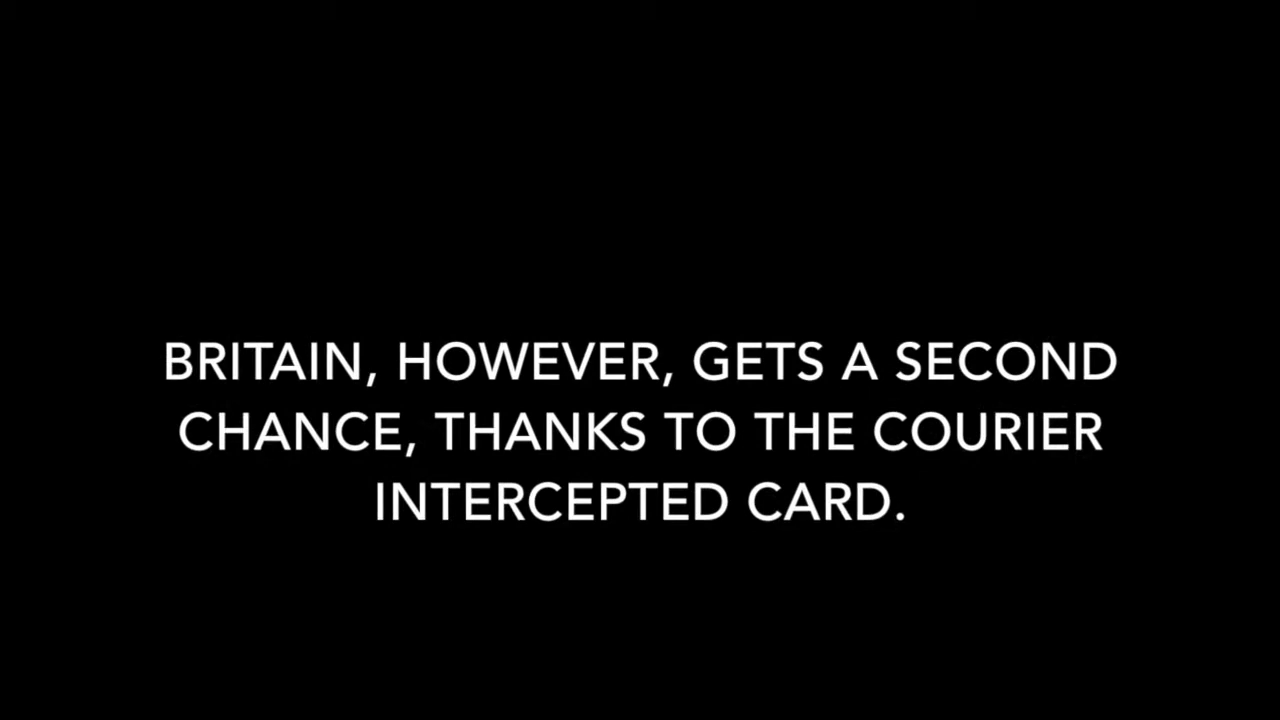 BRITAIN, HOWEVER, GETS A SECOND
CHANCE, THANKS TO THE COURIER
INTERCEPTED CARD.